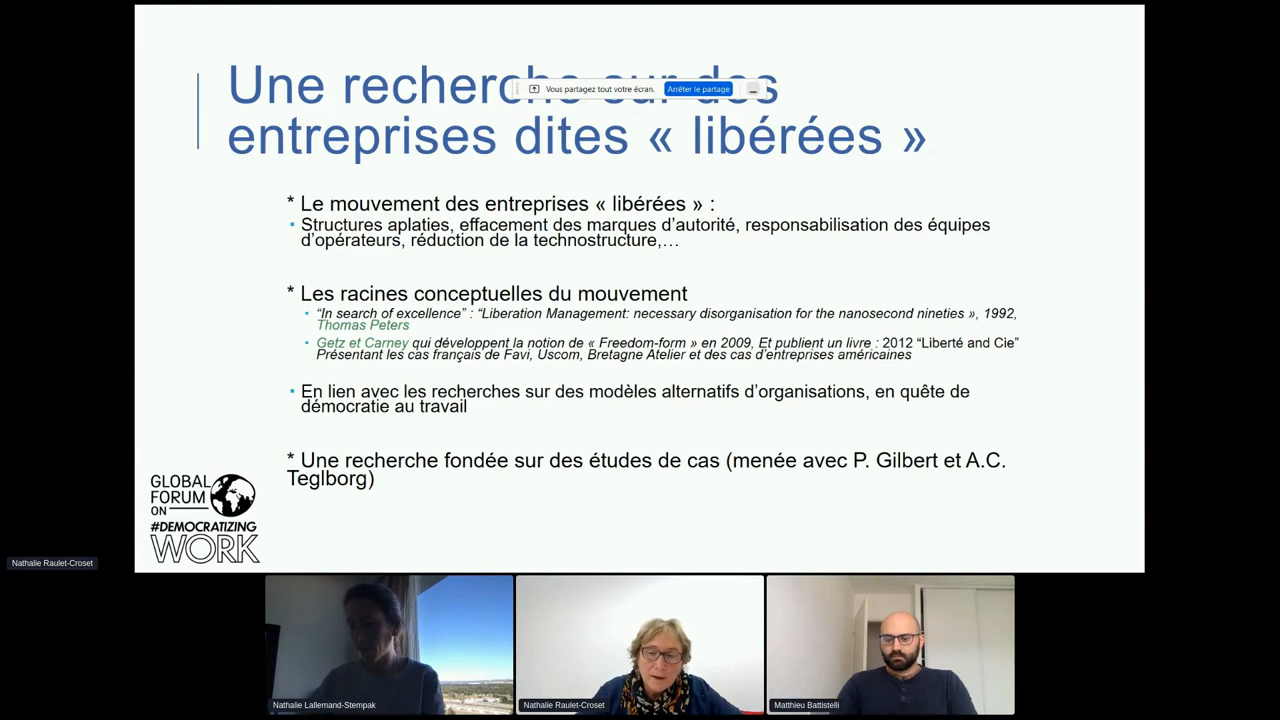 Une recherche sur des
Vous partagez tout votre écran. Arrêter le partage
entreprises dites « libérées »
* Le mouvement des entreprises « libérées » :
▪ Structures aplaties, effacement des marques d’autorité, responsabilisation des équipes
d’opérateurs, réduction de la technostructure,…
* Les racines conceptuelles du mouvement
▪ “In search of excellence” : “Liberation Management: necessary disorganisation for the nanosecond nineties », 1992,
Thomas Peters
▪ Getz et Carney qui développent la notion de « Freedom-form » en 2009, Et publient un livre : 2012 “Liberté and Cie”
Présentant les cas français de Favi, Uscom, Bretagne Atelier et des cas d’entreprises américaines
▪ En lien avec les recherches sur des modèles alternatifs d’organisations, en quête de
démocratie au travail
* Une recherche fondée sur des études de cas (menée avec P. Gilbert et A.C.
Teglborg)
GLOBAL
FORUM
ON
#DEMOCRATIZING
WORK
Nathalie Raulet-Croset
Nathalie Lallemand-Stempak
Nathalie Raulet-Croset
Matthieu Battistelli